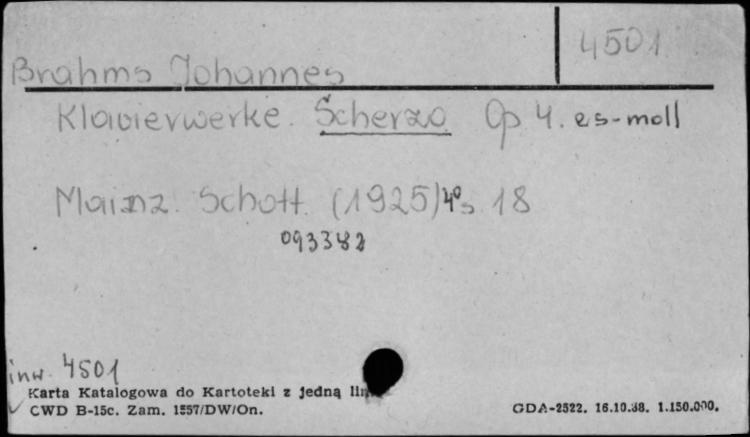 4501
Brahms Johannes
Klavierwerke. Scherzo Op 4. es-moll
Mainz. Schott. (1925) 4° s. 18
093382
inw. 4501
Karta Katalogowa do Kartoteki z jedną
CWD B-15c. Zam. 1557/DW/On.
GDA-2522. 16.10.38. 1.150.000.